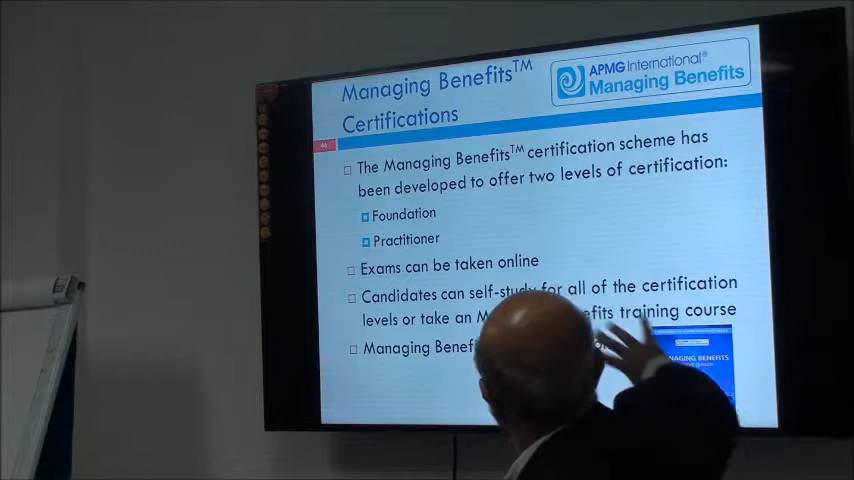 Managing Benefits™
Certifications
APMG International®
Managing Benefits
46
The Managing Benefits™ certification scheme has
been developed to offer two levels of certification:
Foundation
Practitioner
Exams can be taken online
Candidates can self-study for all of the certification
levels or take an training course
Managing
MANAGING BENEFITS